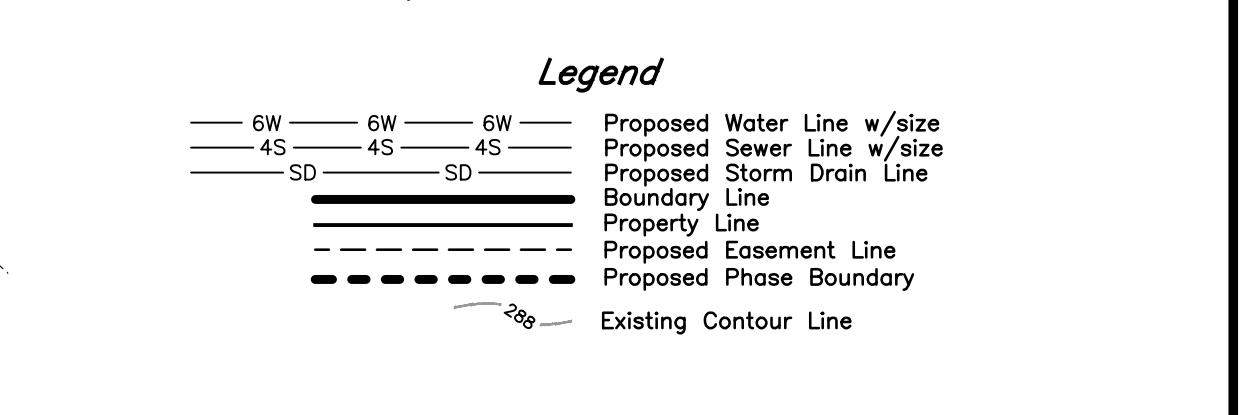 Legend
6W 6W 6W Proposed Water Line w/size
4S 4S 4S Proposed Sewer Line w/size
SD SD Proposed Storm Drain Line
Boundary Line
Property Line
Proposed Easement Line
Proposed Phase Boundary
288 Existing Contour Line